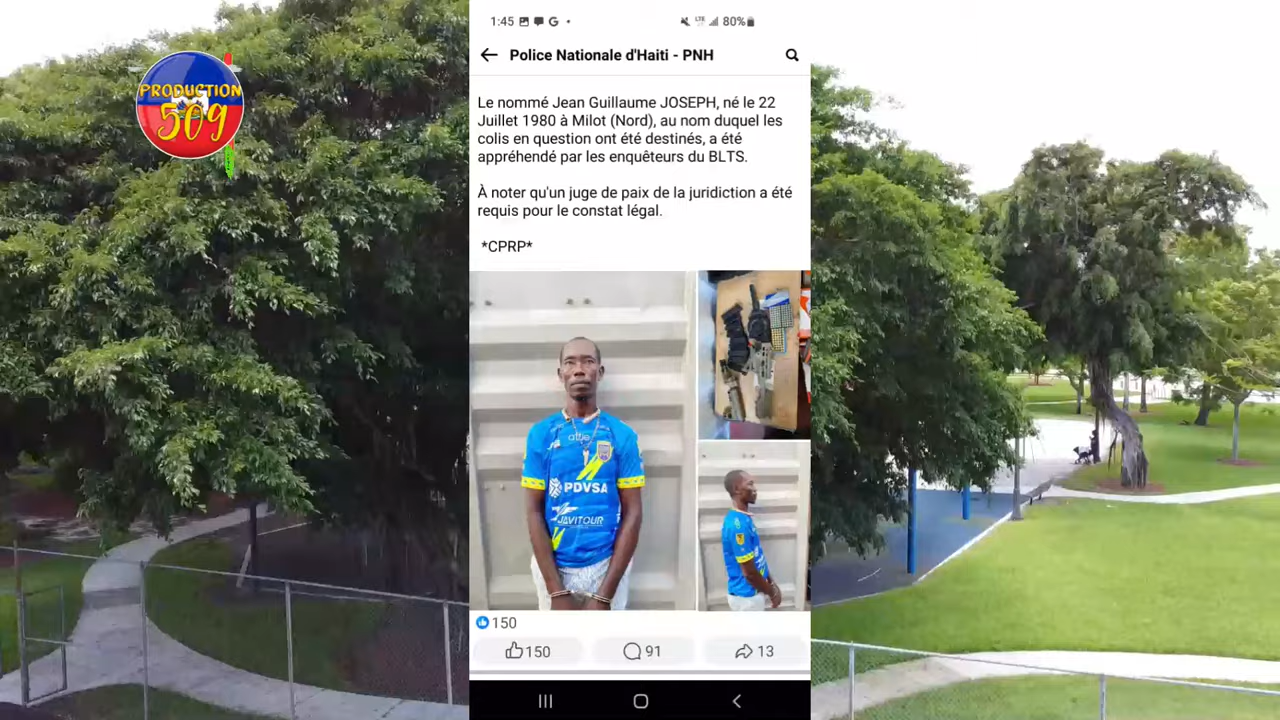 PRODUCTION
509
1:45
LTE
80%
Police Nationale d'Haiti - PNH
Le nommé Jean Guillaume JOSEPH, né le 22
Juillet 1980 à Milot (Nord), au nom duquel les
colis en question ont été destinés, a été
appréhendé par les enquêteurs du BLTS.
À noter qu'un juge de paix de la juridiction a été
requis pour le constat légal.
*CPRP*
PDVSA
JAVITOUR
150
150
91
13